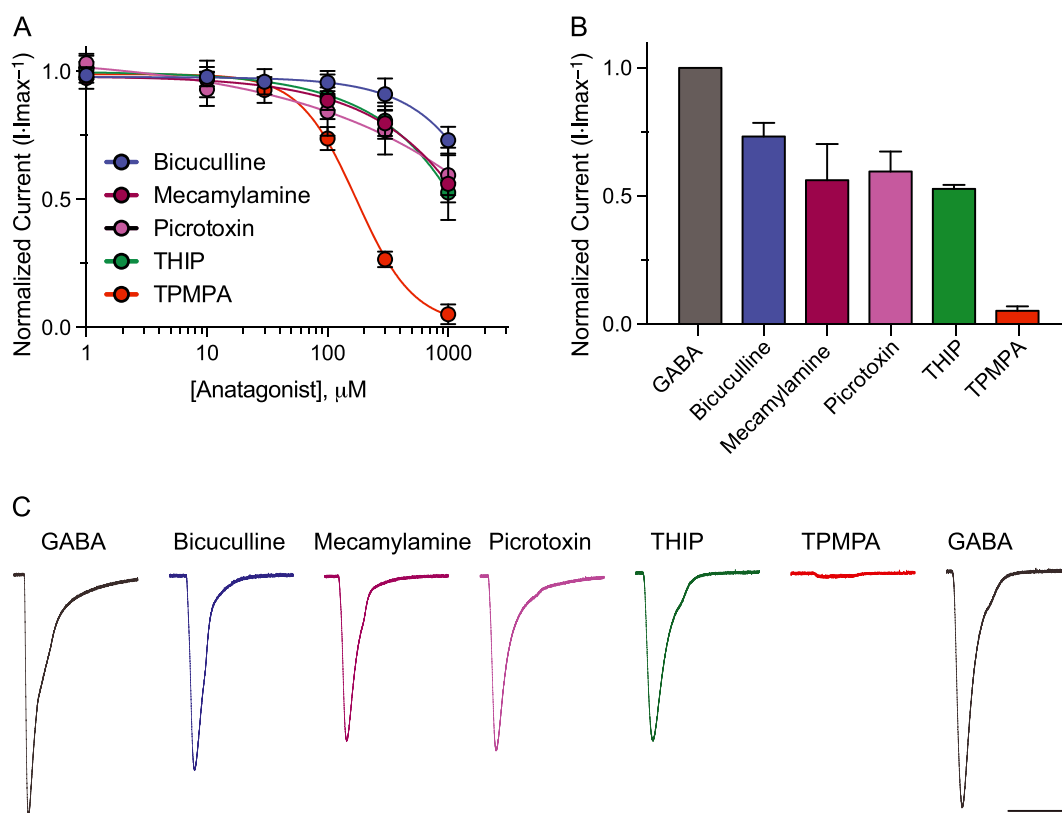 A
Normalized Current (I·Imax⁻¹)
1.0
0.5
0.0
Bicuculline
Mecamylamine
Picrotoxin
THIP
TPMPA
1 10 100 1000
[Anatagonist], µM
B
Normalized Current (I·Imax⁻¹)
1.0
0.5
0.0
GABA
Bicuculline
Mecamylamine
Picrotoxin
THIP
TPMPA
C
GABA Bicuculline Mecamylamine Picrotoxin THIP TPMPA GABA